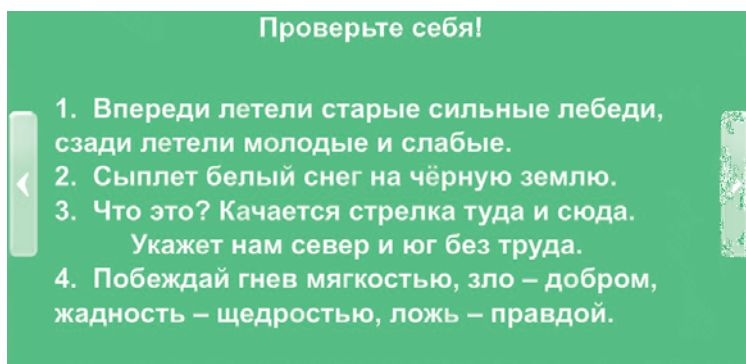 Проверьте себя!
1. Впереди летели старые сильные лебеди,
сзади летели молодые и слабые.
2. Сыплет белый снег на чёрную землю.
3. Что это? Качается стрелка туда и сюда.
Укажет нам север и юг без труда.
4. Побеждай гнев мягкостью, зло – добром,
жадность – щедростью, ложь – правдой.